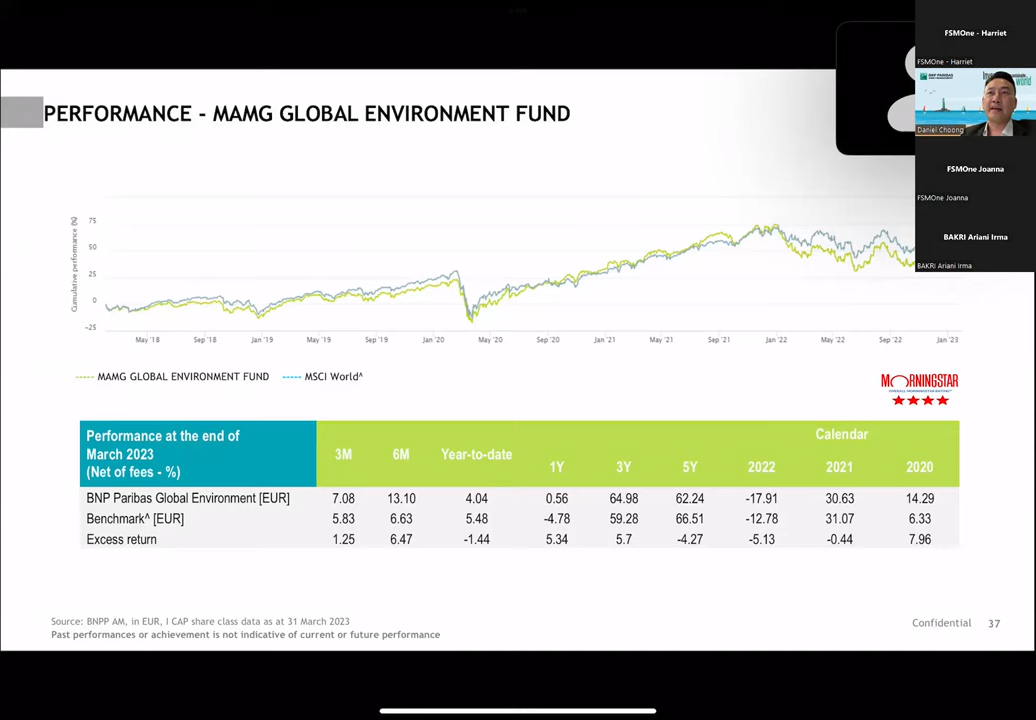 FSMOne - Harriet
FSMOne - Harriet
BNP PARIBAS
Daniel Choong
FSMOne Joanna
FSMOne Joanna
BAKRI Ariani Irma
BAKRI Ariani Irma
PERFORMANCE - MAMG GLOBAL ENVIRONMENT FUND
Cumulative performance (%)
75
50
25
0
-25
May '18 Sep '18 Jan '19 May '19 Sep '19 Jan '20 May '20 Sep '20 Jan '21 May '21 Sep '21 Jan '22 May '22 Sep '22 Jan '23
MAMG GLOBAL ENVIRONMENT FUND MSCI World^
MORNINGSTAR
Performance at the end of
March 2023
(Net of fees - %)
3M 6M Year-to-date 1Y 3Y 5Y Calendar
2022 2021 2020
BNP Paribas Global Environment [EUR] 7.08 13.10 4.04 0.56 64.98 62.24 -17.91 30.63 14.29
Benchmark^ [EUR] 5.83 6.63 5.48 -4.78 59.28 66.51 -12.78 31.07 6.33
Excess return 1.25 6.47 -1.44 5.34 5.7 -4.27 -5.13 -0.44 7.96
Source: BNPP AM, in EUR, I CAP share class data as at 31 March 2023
Past performances or achievement is not indicative of current or future performance
Confidential 37